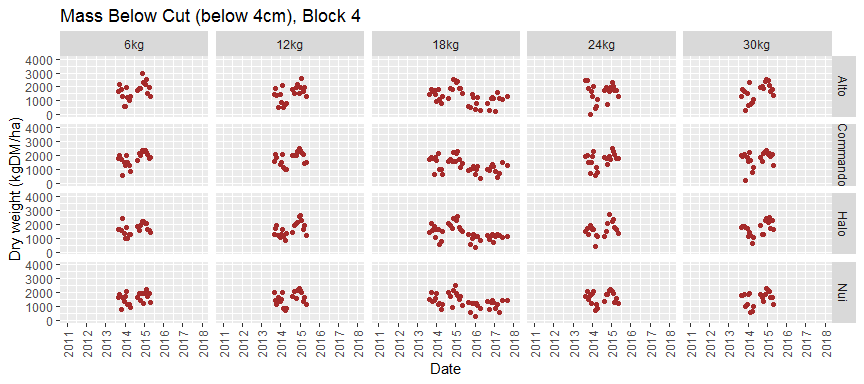 Mass Below Cut (below 4cm), Block 4
6kg 12kg 18kg 24kg 30kg
Dry weight (kgDM/ha)
4000
3000
2000
1000
0
Alto
4000
3000
2000
1000
0
Commando
4000
3000
2000
1000
0
Halo
4000
3000
2000
1000
0
Nui
2011 2012 2013 2014 2015 2016 2017 2018 2011 2012 2013 2014 2015 2016 2017 2018 2011 2012 2013 2014 2015 2016 2017 2018 2011 2012 2013 2014 2015 2016 2017 2018 2011 2012 2013 2014 2015 2016 2017 2018
Date